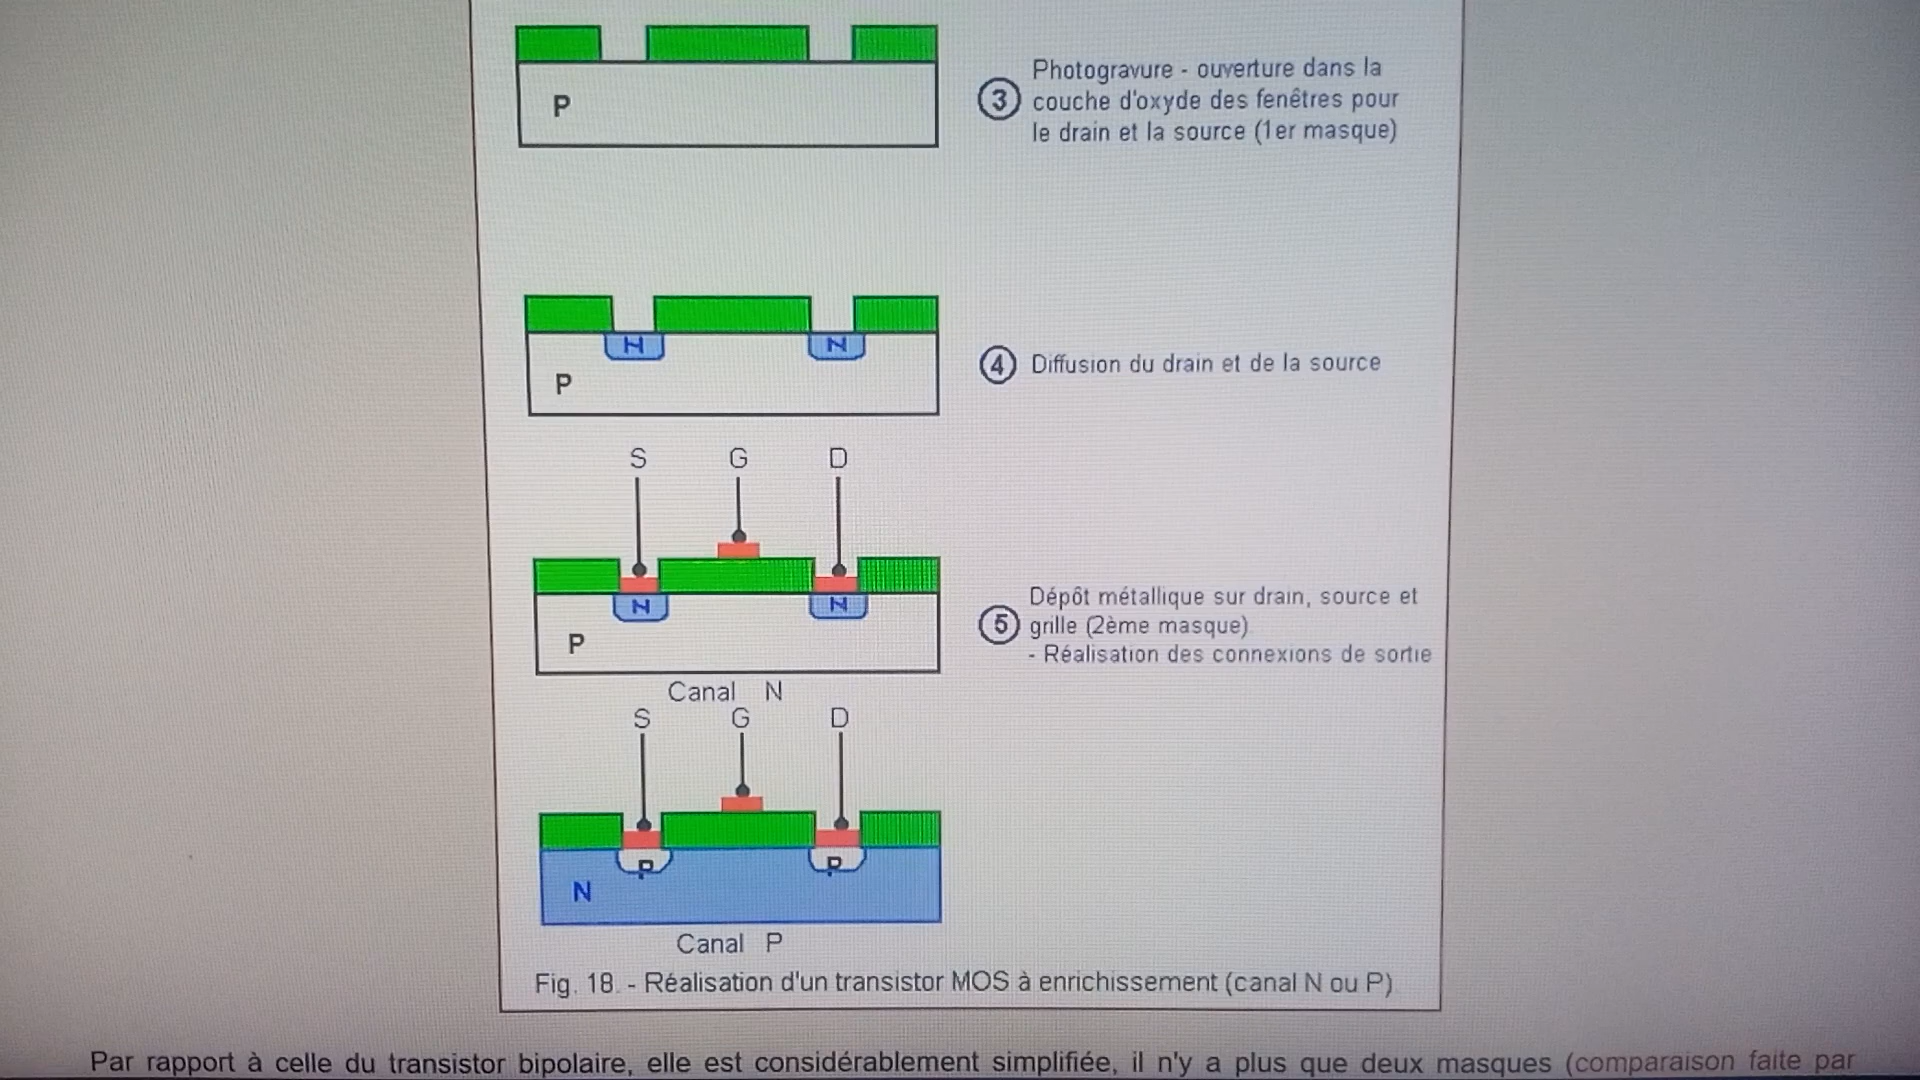 P
3
Photogravure - ouverture dans la
couche d'oxyde des fenêtres pour
le drain et la source (1er masque)
N N
P
4 Diffusion du drain et de la source
S G D
N N
P
5
Dépôt métallique sur drain, source et
grille (2ème masque)
- Réalisation des connexions de sortie
Canal N
S G D
P P
N
Canal P
Fig. 18. - Réalisation d'un transistor MOS à enrichissement (canal N ou P)
Par rapport à celle du transistor bipolaire, elle est considérablement simplifiée, il n'y a plus que deux masques (comparaison faite par